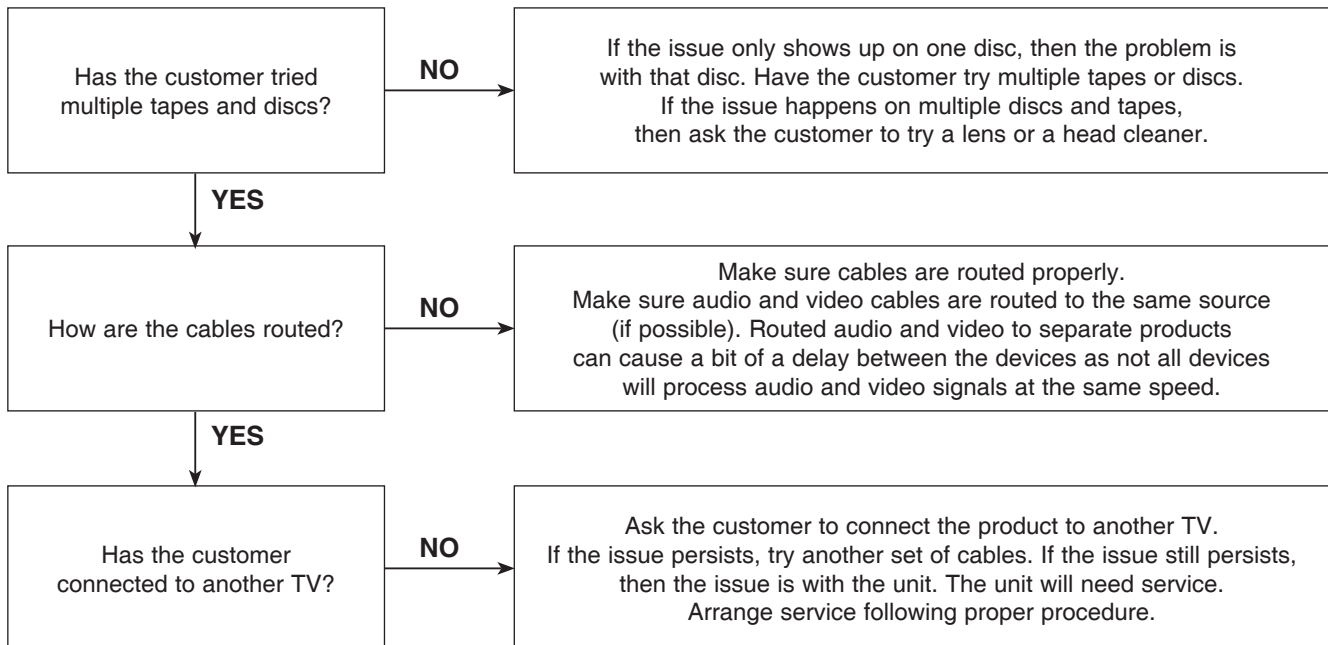 Has the customer tried
multiple tapes and discs?
NO
If the issue only shows up on one disc, then the problem is
with that disc. Have the customer try multiple tapes or discs.
If the issue happens on multiple discs and tapes,
then ask the customer to try a lens or a head cleaner.
YES
How are the cables routed?
NO
Make sure cables are routed properly.
Make sure audio and video cables are routed to the same source
(if possible). Routed audio and video to separate products
can cause a bit of a delay between the devices as not all devices
will process audio and video signals at the same speed.
YES
Has the customer
connected to another TV?
NO
Ask the customer to connect the product to another TV.
If the issue persists, try another set of cables. If the issue still persists,
then the issue is with the unit. The unit will need service.
Arrange service following proper procedure.